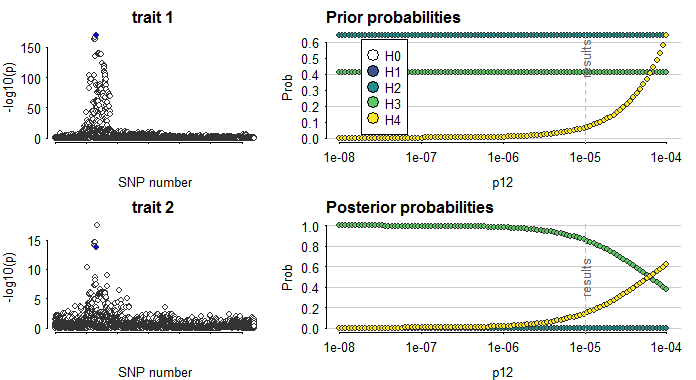 trait 1
-log10(p)
150
100
50
0
SNP number
Prior probabilities
Prob
0.6
0.5
0.4
0.3
0.2
0.1
0.0
H0
H1
H2
H3
H4
results
1e-08
1e-07
1e-06
1e-05
1e-04
p12
trait 2
-log10(p)
15
10
5
0
SNP number
Posterior probabilities
Prob
1.0
0.8
0.6
0.4
0.2
0.0
results
1e-08
1e-07
1e-06
1e-05
1e-04
p12